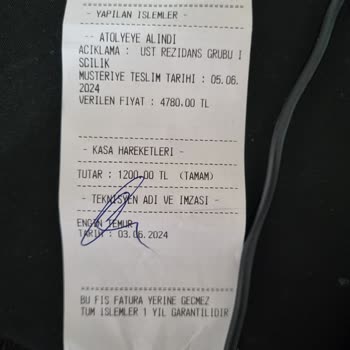 - YAPILAN ISLEMLER -
-- ATOLYEYE ALINDI
ACIKLAMA : UST REZIDANS GRUBU I
SCILIK
MUSTERIYE TESLIM TARIHI : 05.06.
2024
VERILEN FIYAT : 4780.00 TL
- KASA HAREKETLERI -
TUTAR : 1200.00 TL (TAMAM)
- TEKNISYEN ADI VE IMZASI -
ENGIN TEMUR
TARIH : 03.06.2024
BU FIS FATURA YERINE GECMEZ
TUM ISLEMLER 1 YIL GARANTILIDIR